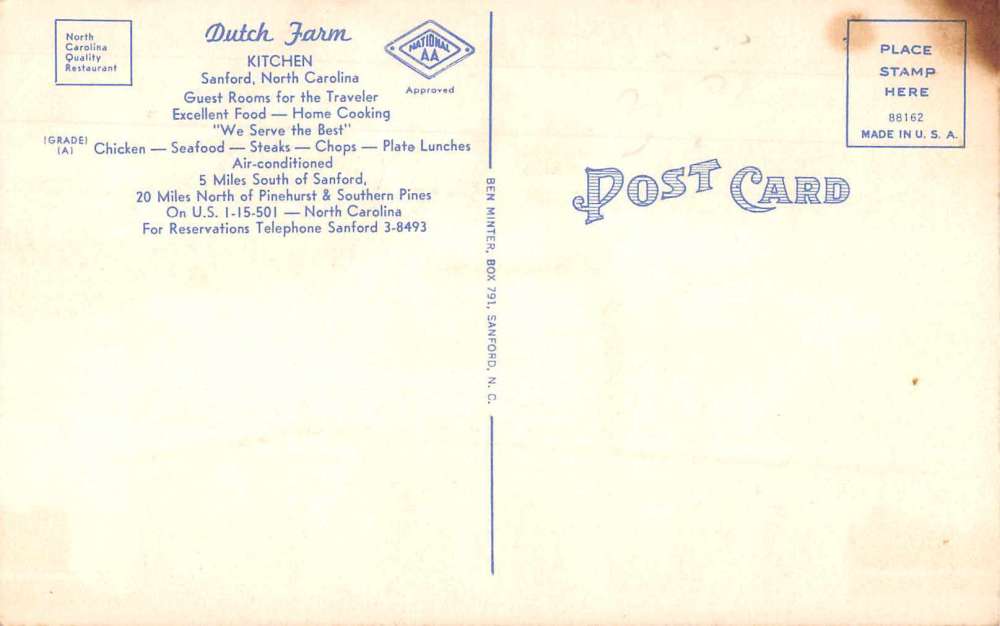 North
Carolina
Quality
Restaurant
Dutch Farm
KITCHEN
Sanford, North Carolina
Guest Rooms for the Traveler
Excellent Food — Home Cooking
"We Serve the Best"
(GRADE)
(A)
Chicken — Seafood — Steaks — Chops — Plate Lunches
Air-conditioned
5 Miles South of Sanford,
20 Miles North of Pinehurst & Southern Pines
On U.S. 1-15-501 — North Carolina
For Reservations Telephone Sanford 3-8493
NATIONAL
AA
Approved
BEN MINTER, BOX 791, SANFORD, N. C.
POST CARD
PLACE
STAMP
HERE
88162
MADE IN U. S. A.